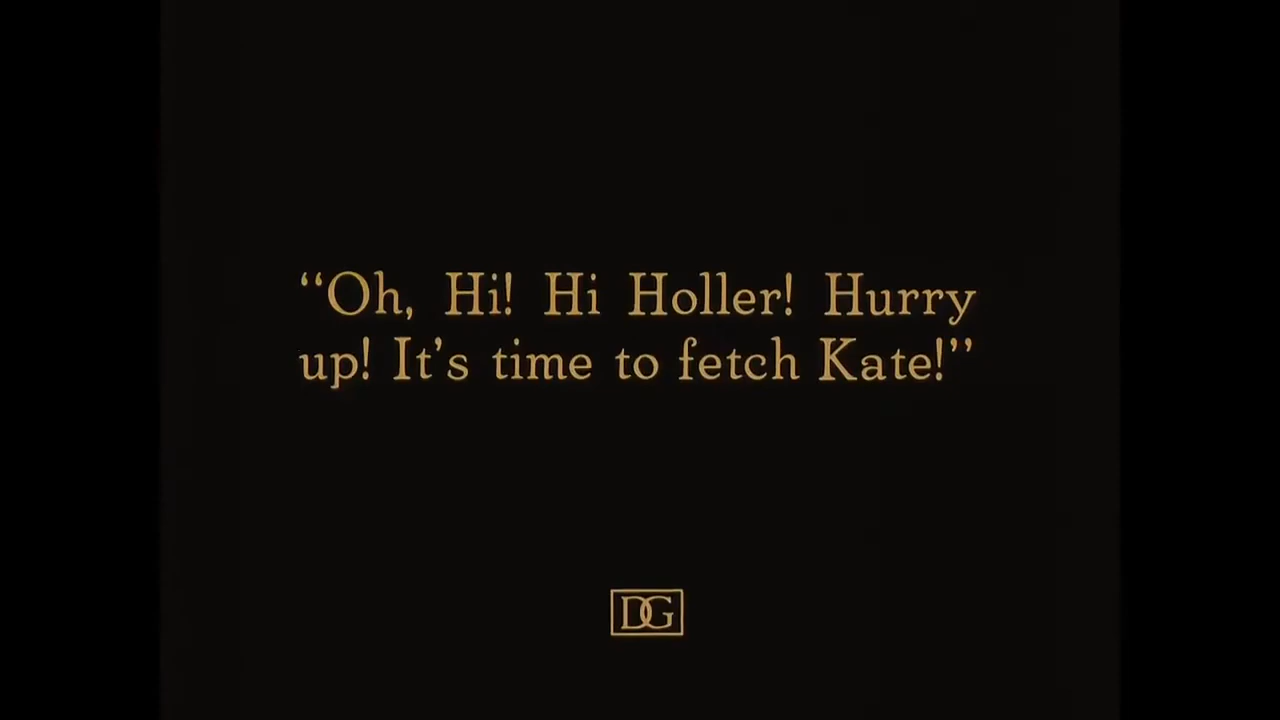 “Oh, Hi! Hi Holler! Hurry
up! It’s time to fetch Kate!”
DG